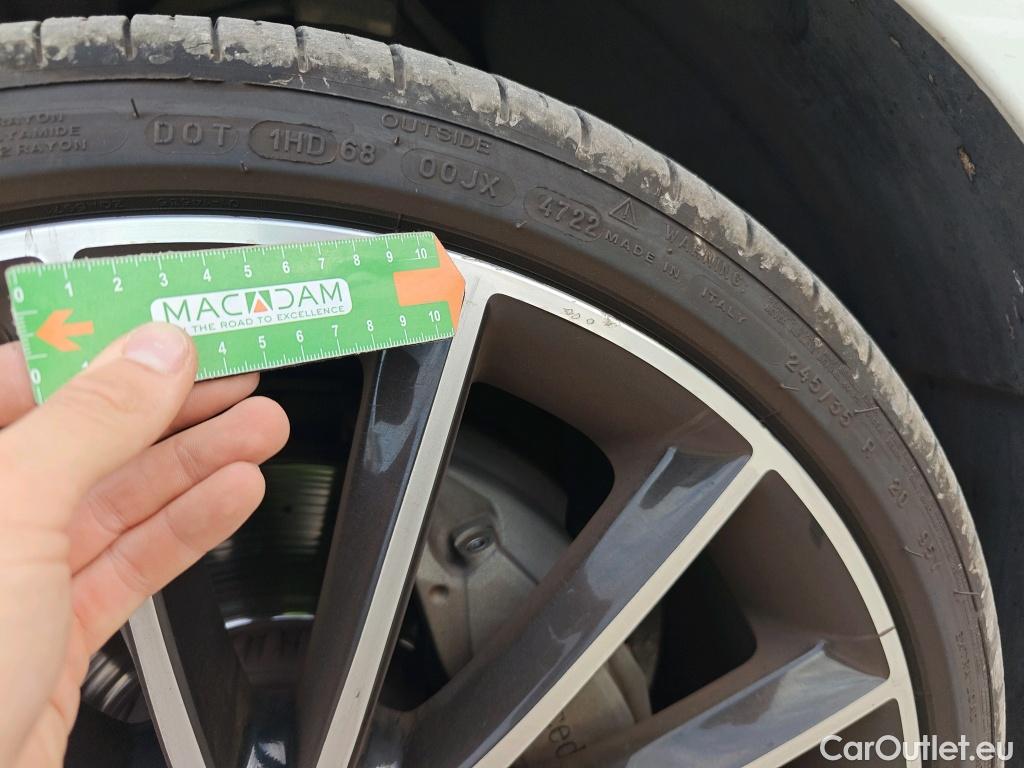 RAYON
RAYON
DOT 1HD 68
OUTSIDE
00JX
4722
MADE IN ITALY
WARNING
245/35 R 20
0 1 2 3 4 5 6 7 8 9 10
MACADAM
THE ROAD TO EXCELLENCE
0 4 5 6 7 8 9 10
CarOutlet.eu